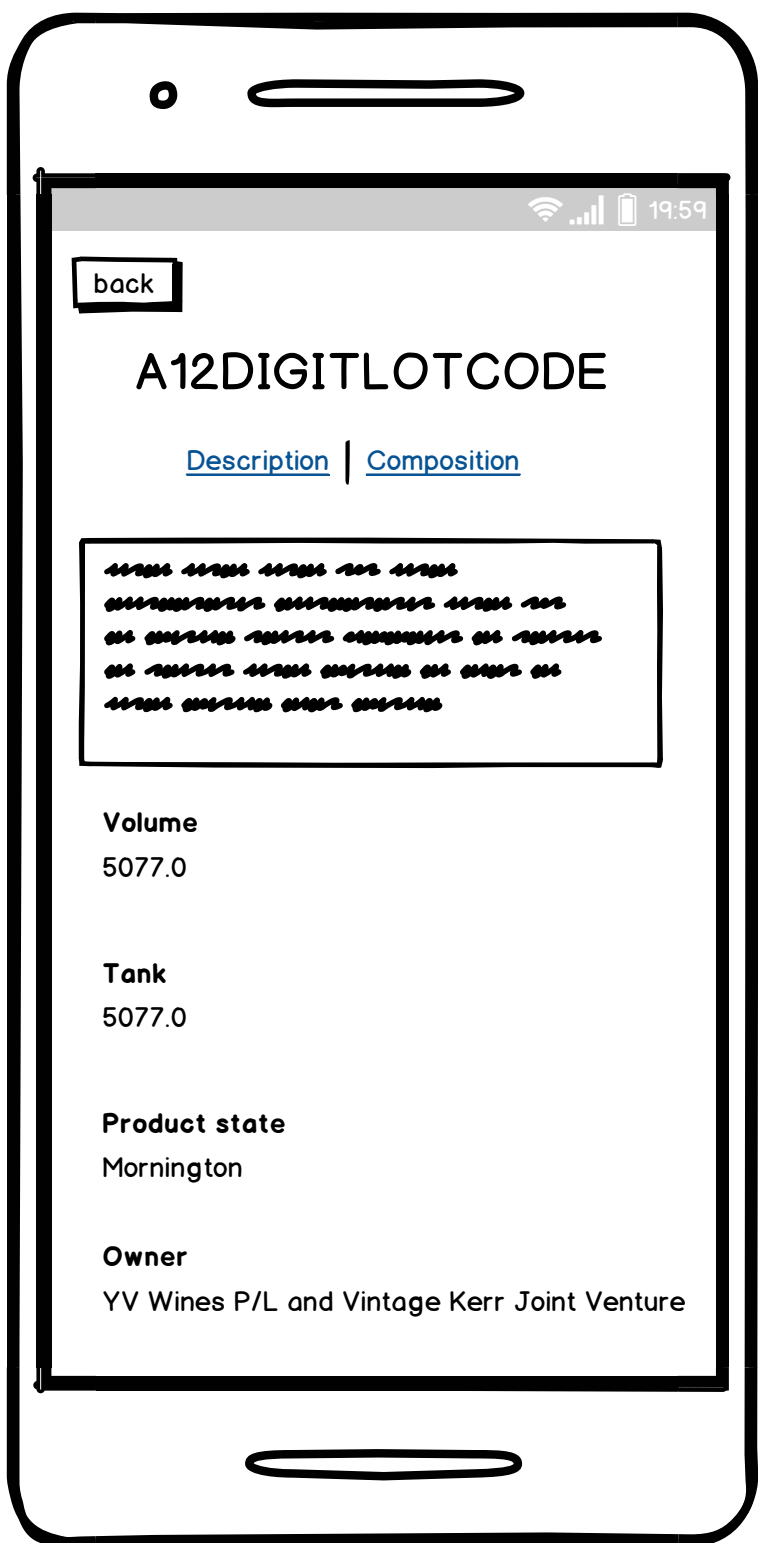 19:59
back
A12DIGITLOTCODE
Description | Composition
Volume
5077.0
Tank
5077.0
Product state
Mornington
Owner
YV Wines P/L and Vintage Kerr Joint Venture